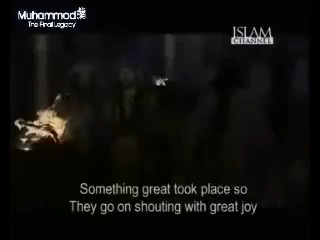 Muhammad
The Final Legacy
ISLAM
CHANNEL
Something great took place so
They go on shouting with great joy